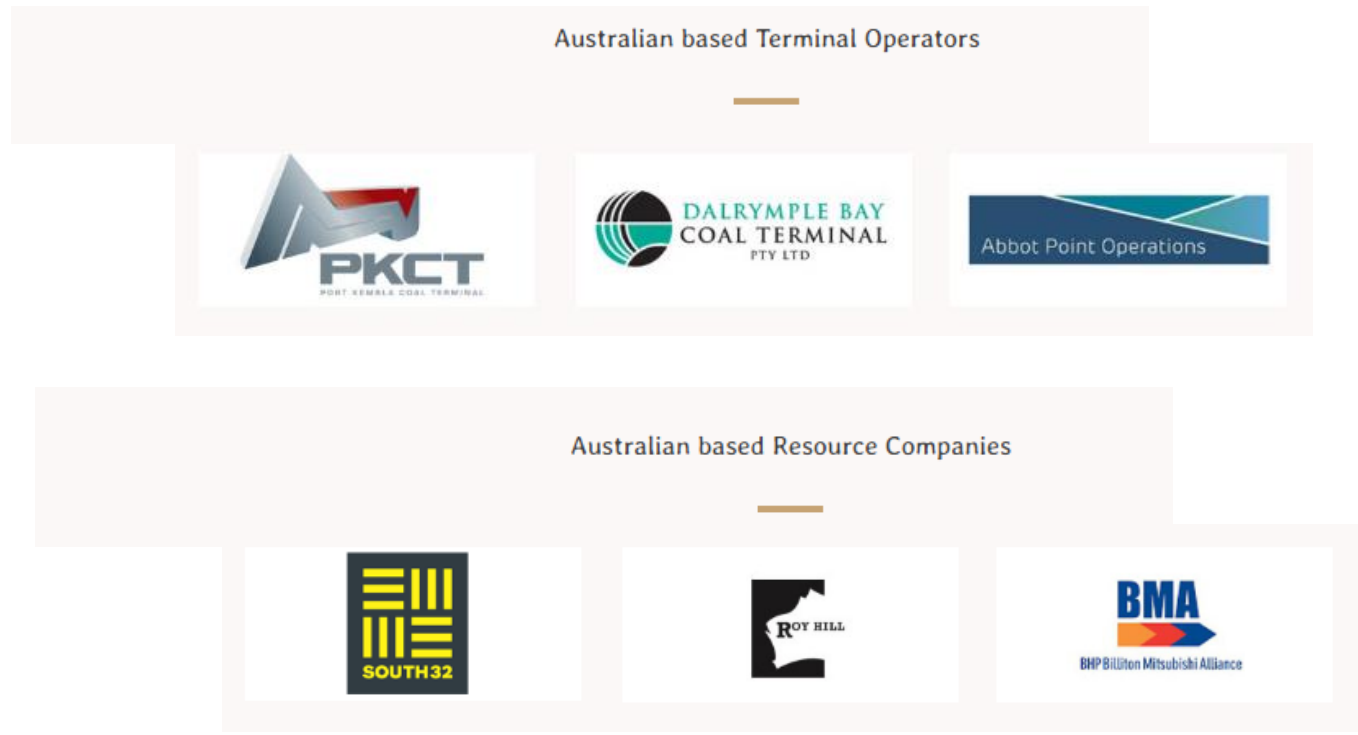 Australian based Terminal Operators
PKCT
PORT KEMBLA COAL TERMINAL
DALRYMPLE BAY
COAL TERMINAL
PTY LTD
Abbot Point Operations
Australian based Resource Companies
SOUTH32
ROY HILL
BMA
BHP Billiton Mitsubishi Alliance